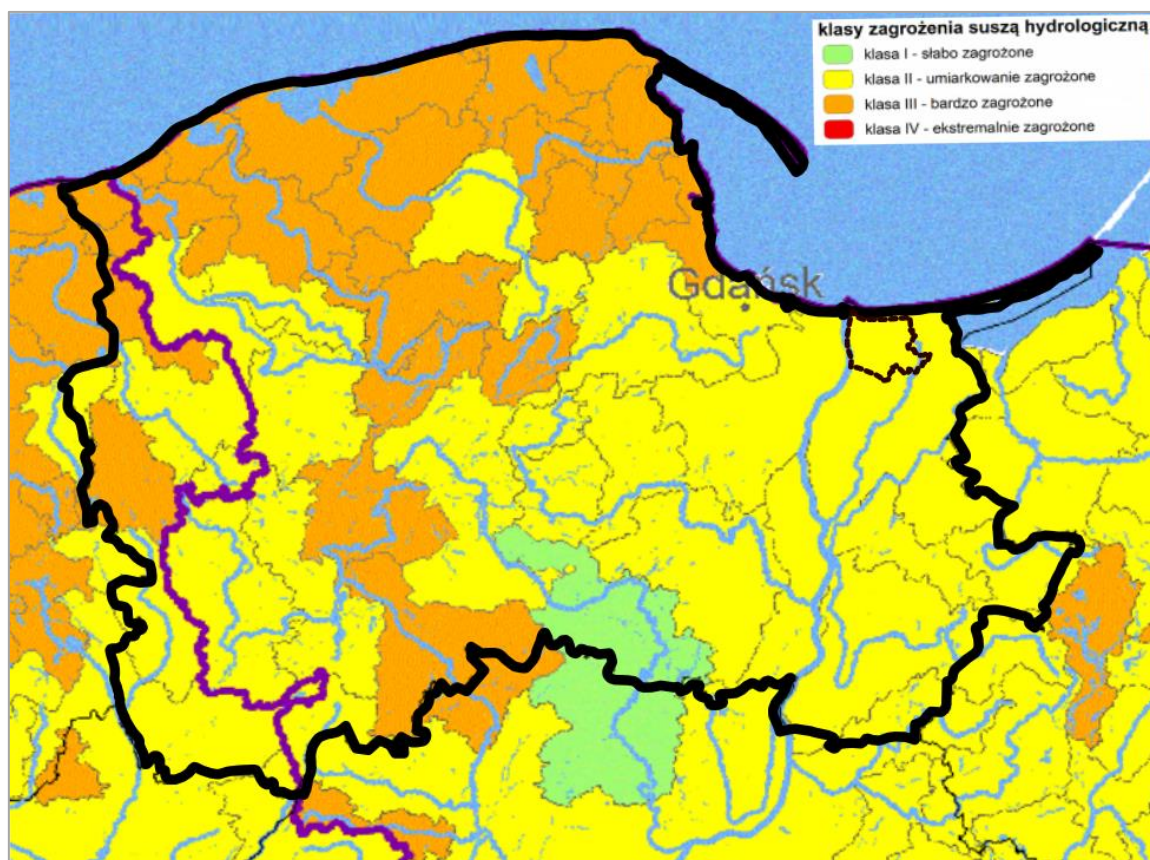 klasy zagrożenia suszą hydrologiczną
klasa I - słabo zagrożone
klasa II - umiarkowanie zagrożone
klasa III - bardzo zagrożone
klasa IV - ekstremalnie zagrożone
Gdańsk